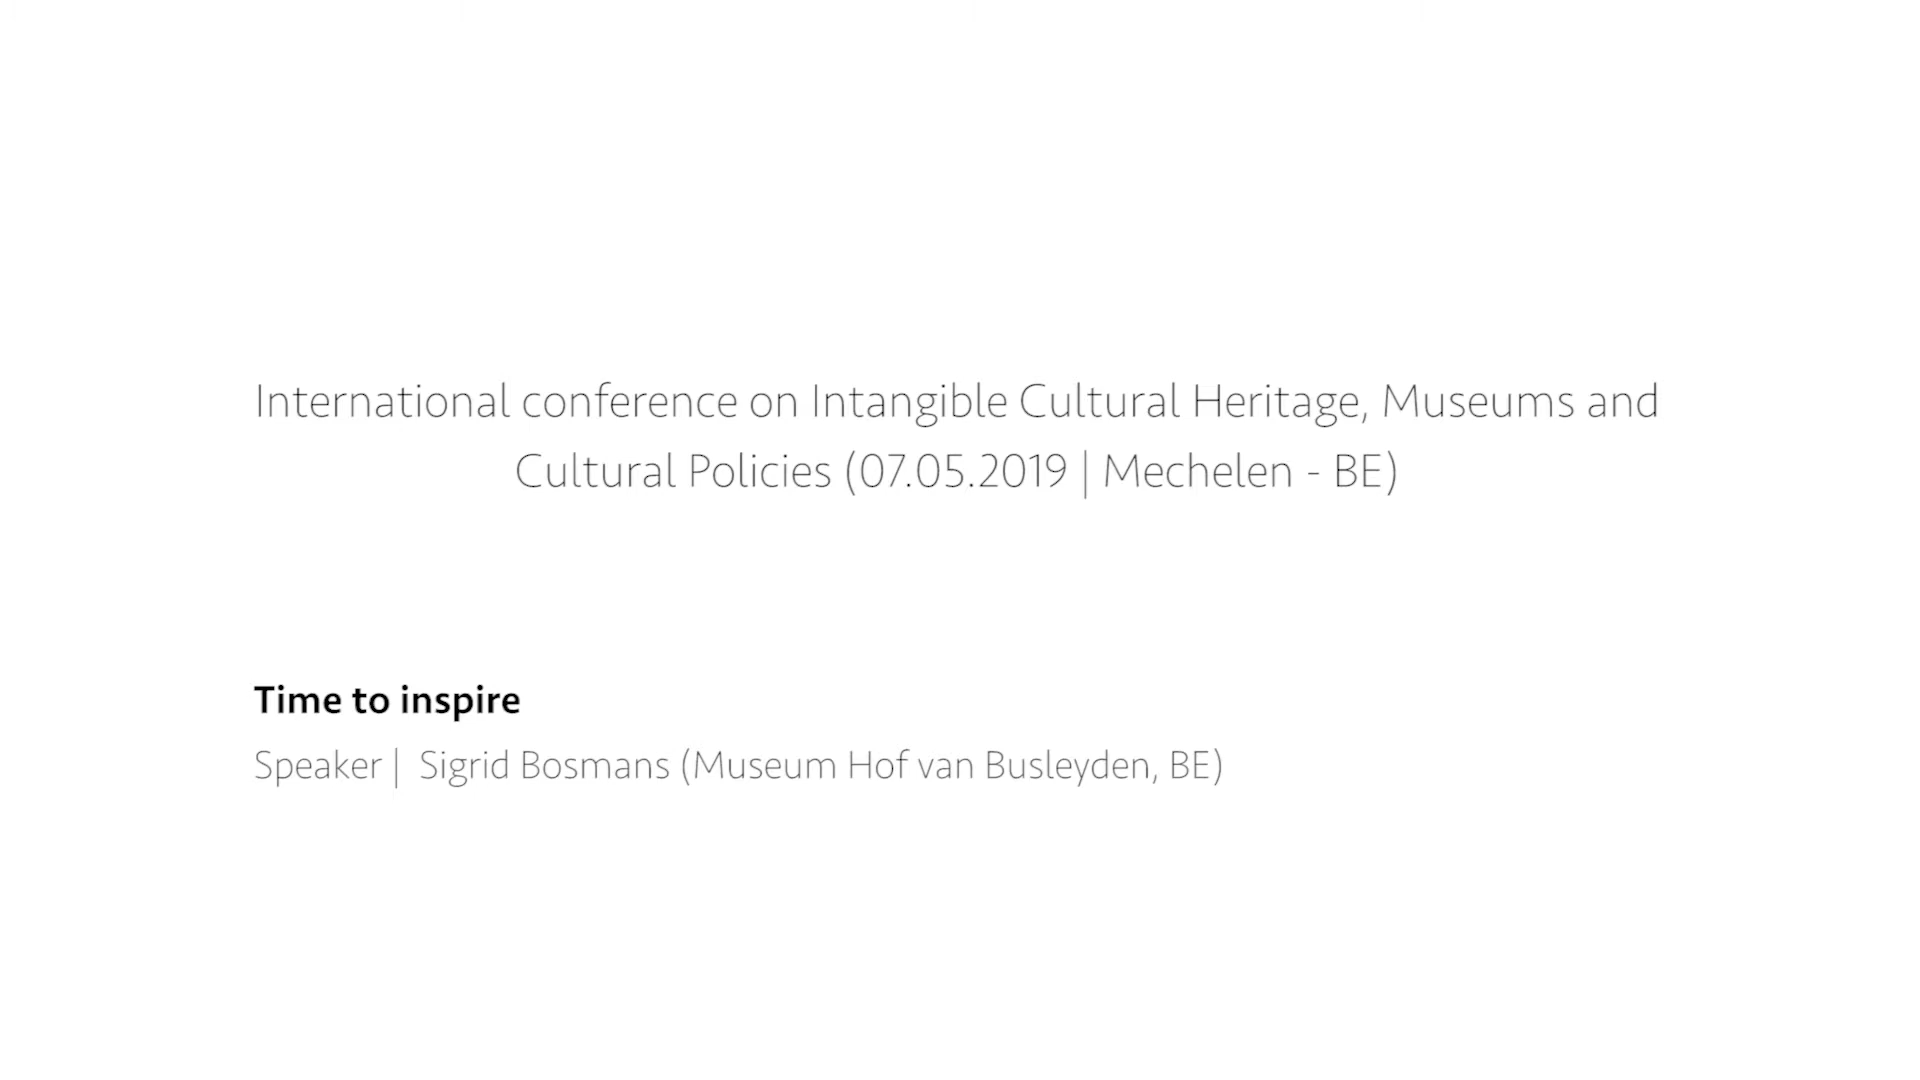 International conference on Intangible Cultural Heritage, Museums and
Cultural Policies (07.05.2019 | Mechelen - BE)
Time to inspire
Speaker | Sigrid Bosmans (Museum Hof van Busleyden, BE)